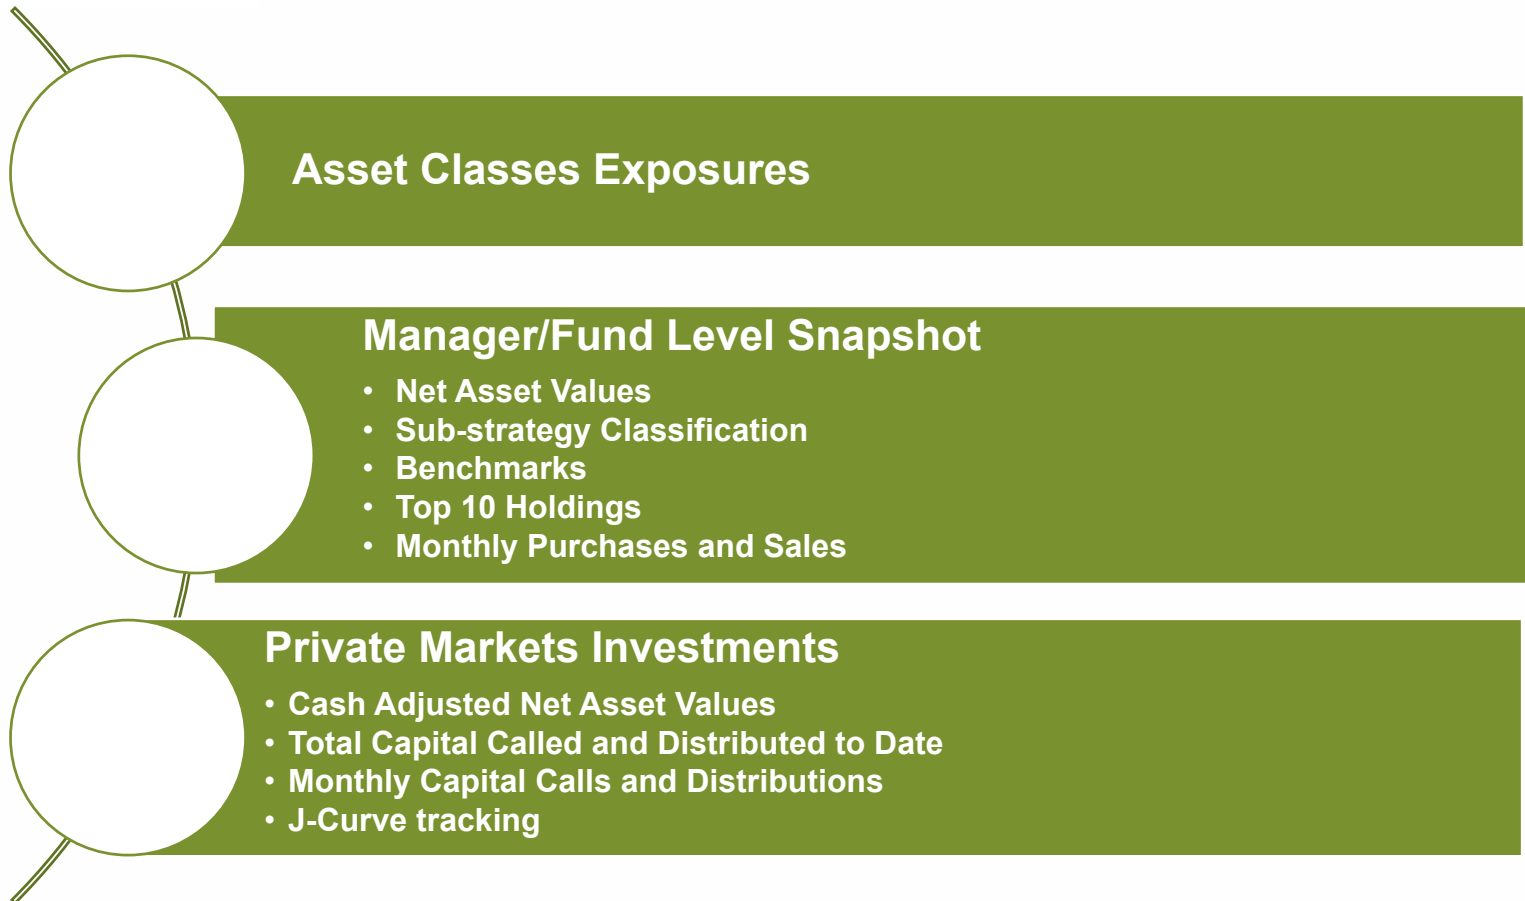 Asset Classes Exposures
Manager/Fund Level Snapshot
• Net Asset Values
• Sub-strategy Classification
• Benchmarks
• Top 10 Holdings
• Monthly Purchases and Sales
Private Markets Investments
• Cash Adjusted Net Asset Values
• Total Capital Called and Distributed to Date
• Monthly Capital Calls and Distributions
• J-Curve tracking